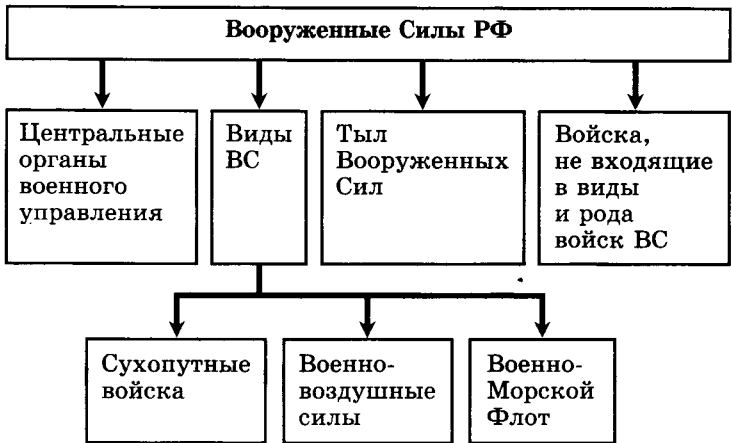 Вооруженные Силы РФ
Центральные
органы
военного
управления
Виды
ВС
Тыл
Вооруженных
Сил
Войска,
не входящие
в виды
и рода
войск ВС
Сухопутные
войска
Военно-
воздушные
силы
Военно-
Морской
Флот